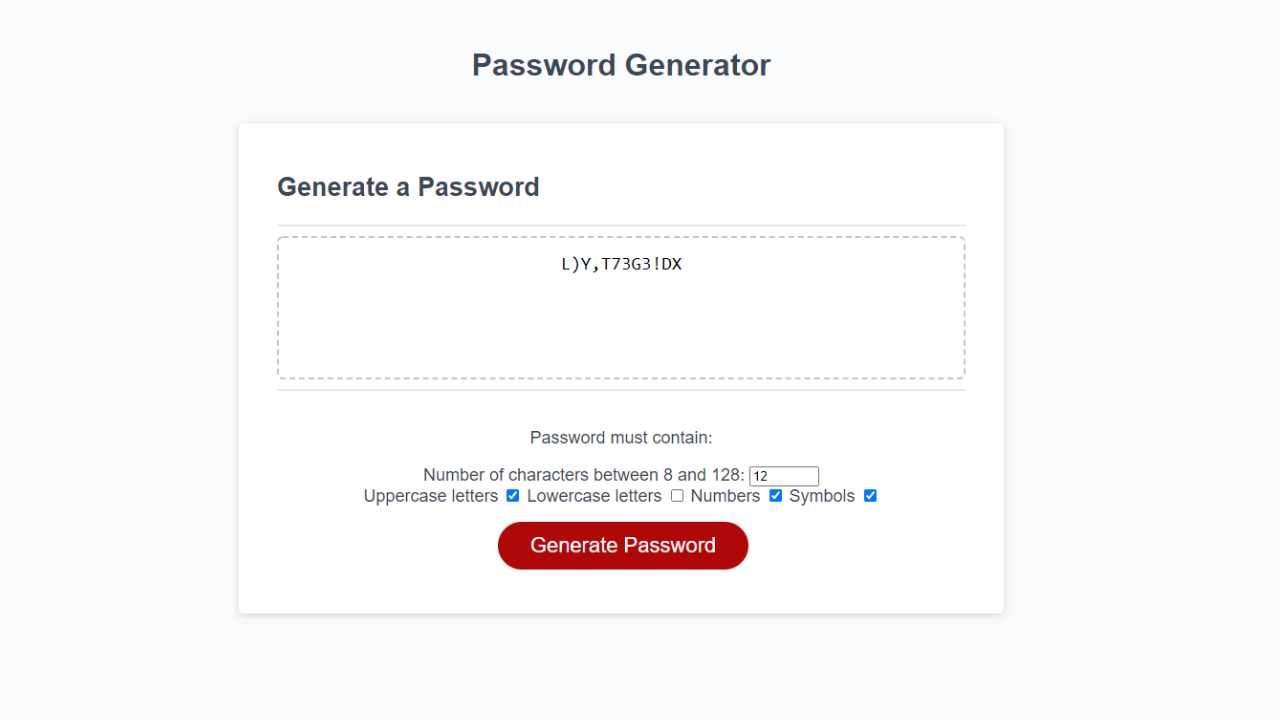 Password Generator
Generate a Password
L)Y,T73G3!DX
Password must contain:
Number of characters between 8 and 128: 12
Uppercase letters Lowercase letters Numbers Symbols
Generate Password